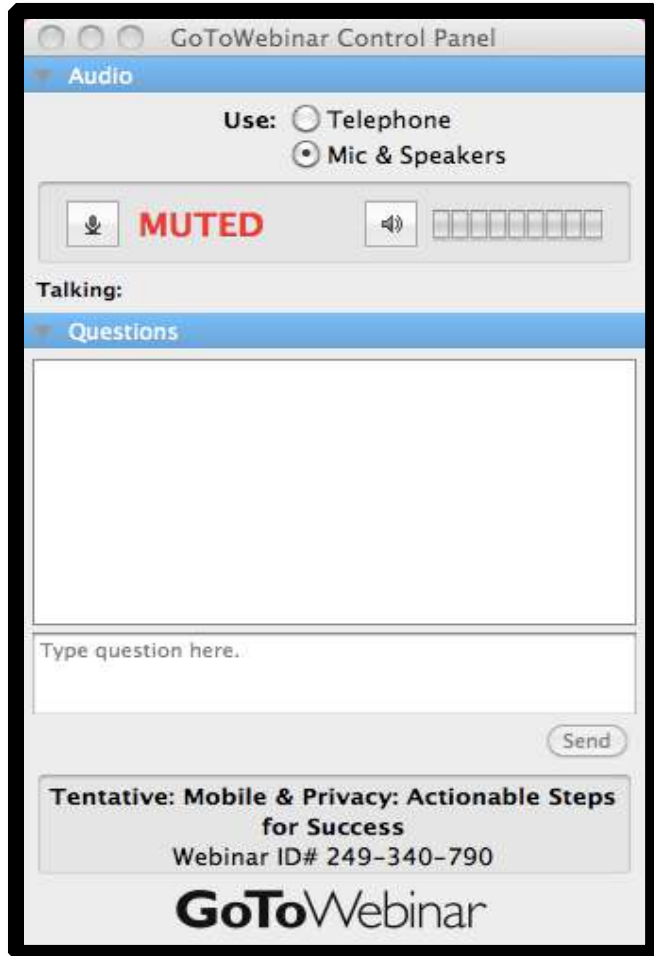 GoToWebinar Control Panel
Audio
Use: Telephone
Mic & Speakers
MUTED
Talking:
Questions
Type question here.
Send
Tentative: Mobile & Privacy: Actionable Steps
for Success
Webinar ID# 249-340-790
GoToWebinar